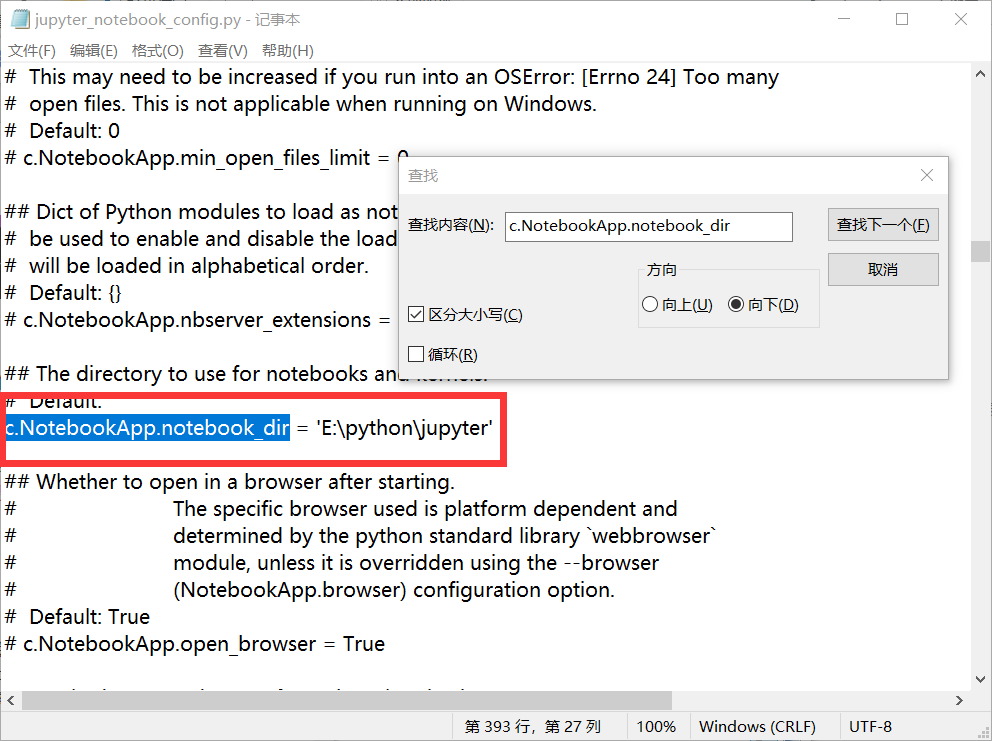 jupyter_notebook_config.py - 记事本
文件(F) 编辑(E) 格式(O) 查看(V) 帮助(H)
# This may need to be increased if you run into an OSError: [Errno 24] Too many
# open files. This is not applicable when running on Windows.
# Default: 0
# c.NotebookApp.min_open_files_limit = 0
## Dict of Python modules to load as not
# be used to enable and disable the load
# will be loaded in alphabetical order.
# Default: {}
# c.NotebookApp.nbserver_extensions =
## The directory to use for notebooks and kernels.
# Default:
c.NotebookApp.notebook_dir = 'E:\python\jupyter'
## Whether to open in a browser after starting.
# The specific browser used is platform dependent and
# determined by the python standard library `webbrowser`
# module, unless it is overridden using the --browser
# (NotebookApp.browser) configuration option.
# Default: True
# c.NotebookApp.open_browser = True
查找
查找内容(N): c.NotebookApp.notebook_dir 查找下一个(F)
方向 取消
向上(U) 向下(D)
区分大小写(C)
循环(R)
第 393 行，第 27 列 100% Windows (CRLF) UTF-8